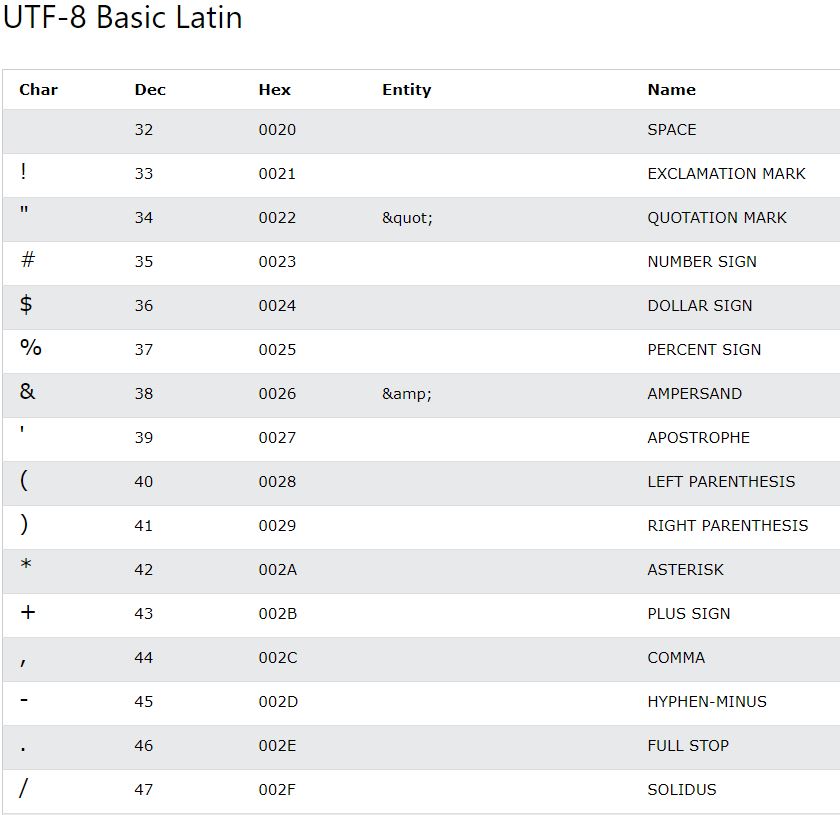 UTF-8 Basic Latin
Char Dec Hex Entity Name
32 0020 SPACE
! 33 0021 EXCLAMATION MARK
" 34 0022 &quot; QUOTATION MARK
# 35 0023 NUMBER SIGN
$ 36 0024 DOLLAR SIGN
% 37 0025 PERCENT SIGN
& 38 0026 &amp; AMPERSAND
' 39 0027 APOSTROPHE
( 40 0028 LEFT PARENTHESIS
) 41 0029 RIGHT PARENTHESIS
* 42 002A ASTERISK
+ 43 002B PLUS SIGN
, 44 002C COMMA
- 45 002D HYPHEN-MINUS
. 46 002E FULL STOP
/ 47 002F SOLIDUS